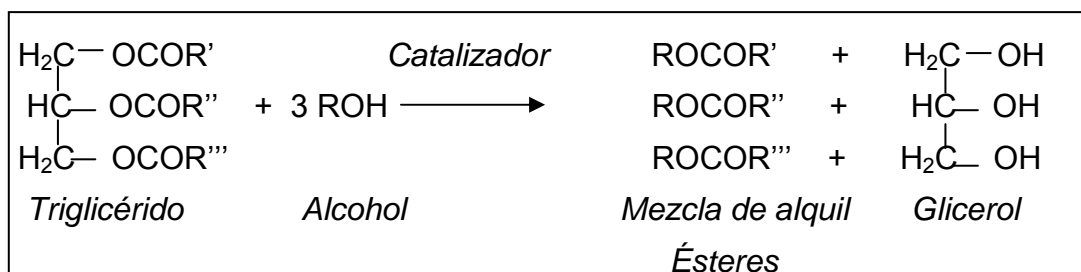 H₂C — OCOR' Catalizador ROCOR' + H₂C — OH
HC — OCOR'' + 3 ROH ROCOR'' + HC — OH
H₂C — OCOR''' ROCOR''' + H₂C — OH
Triglicérido Alcohol Mezcla de alquil Glicerol
Ésteres